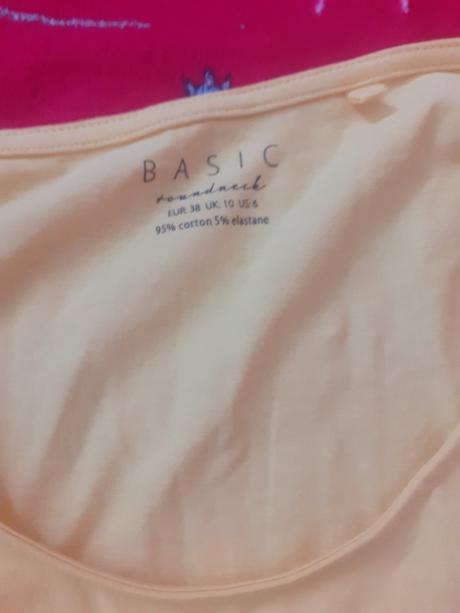 BASIC
roundneck
EUR: 38 UK: 10 US: 6
95% cotton 5% elastane